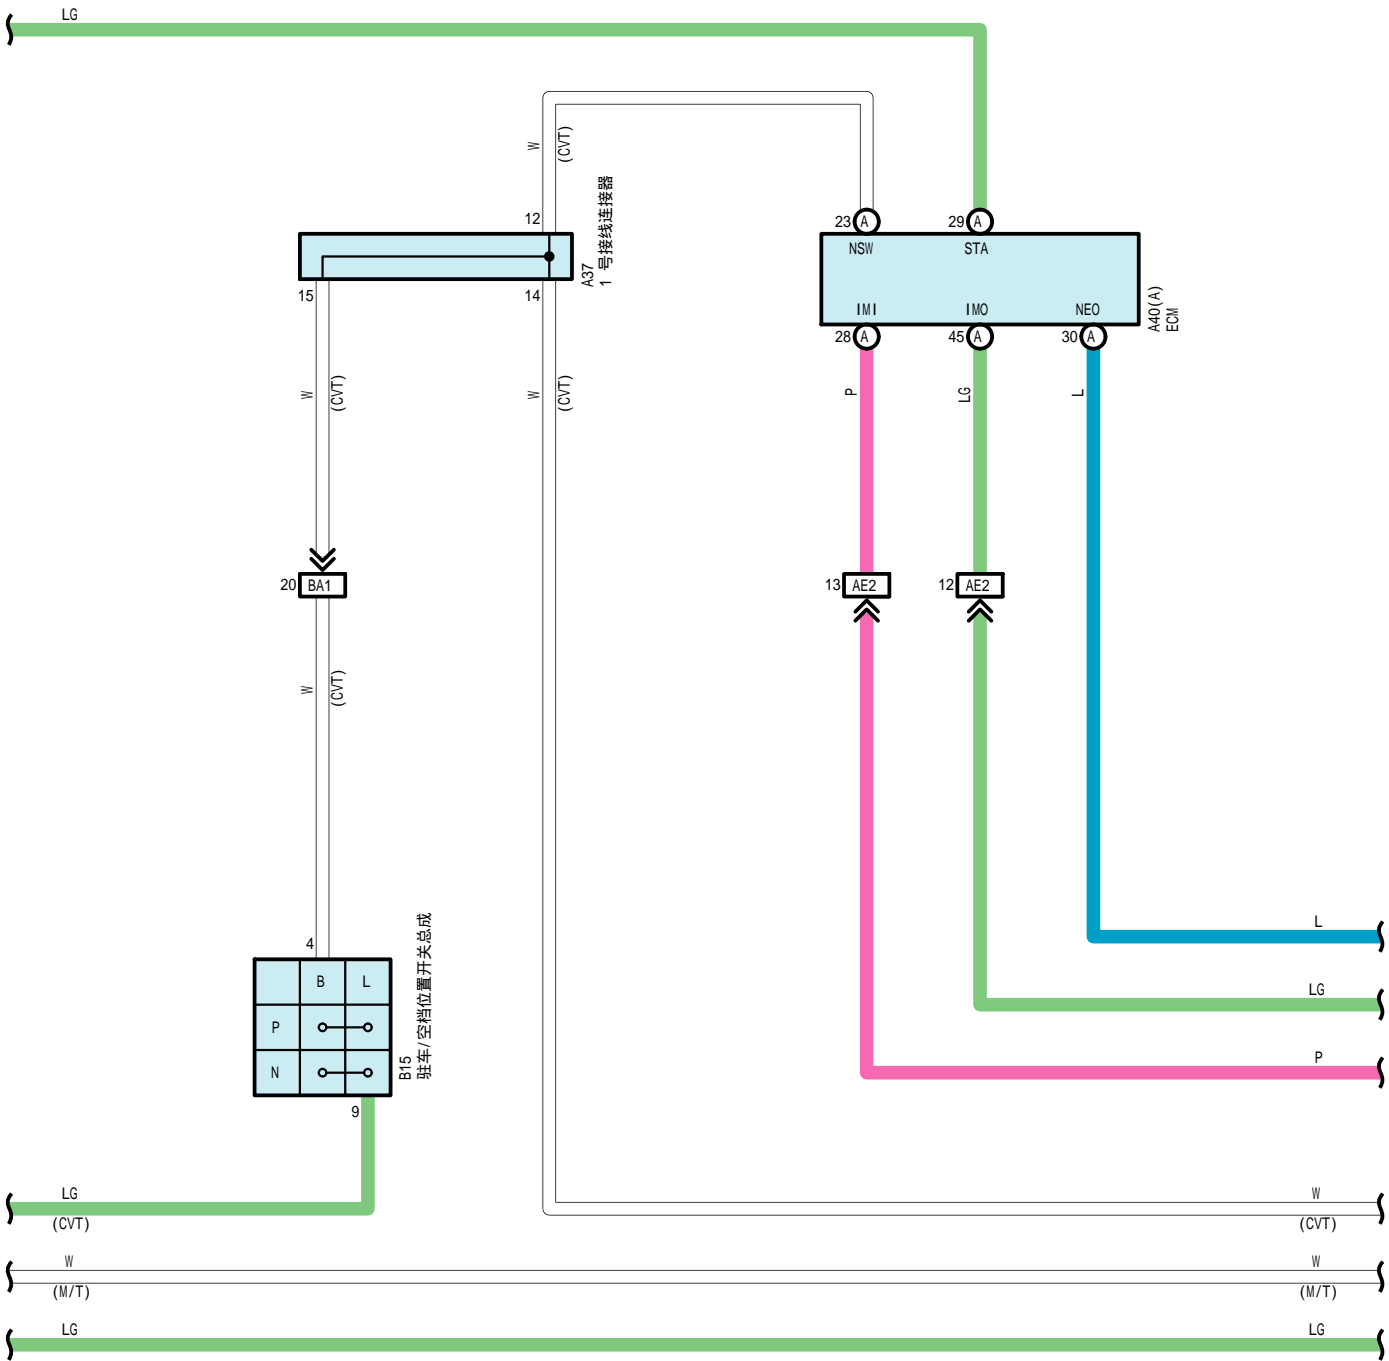 LG
W
(CVT)
12
A37
1 号接线连接器
15
14
23
A
29
A
NSW
STA
IMI
IMO
NEO
A40(A)
ECM
28
A
45
A
30
A
W
(CVT)
W
(CVT)
P
LG
L
20
BA1
13
AE2
12
AE2
W
(CVT)
4
B
L
P
N
B15
驻车/空档位置开关总成
9
L
LG
P
LG
(CVT)
W
(CVT)
W
(M/T)
W
(M/T)
LG
LG